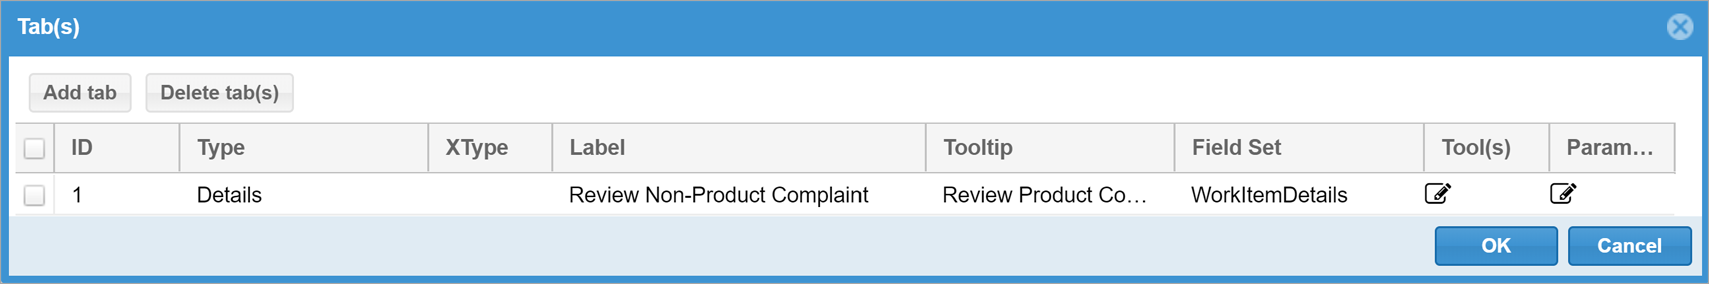 Tab(s)
Add tab Delete tab(s)
ID Type XType Label Tooltip Field Set Tool(s) Param...
1 Details Review Non-Product Complaint Review Product Co... WorkItemDetails
OK Cancel